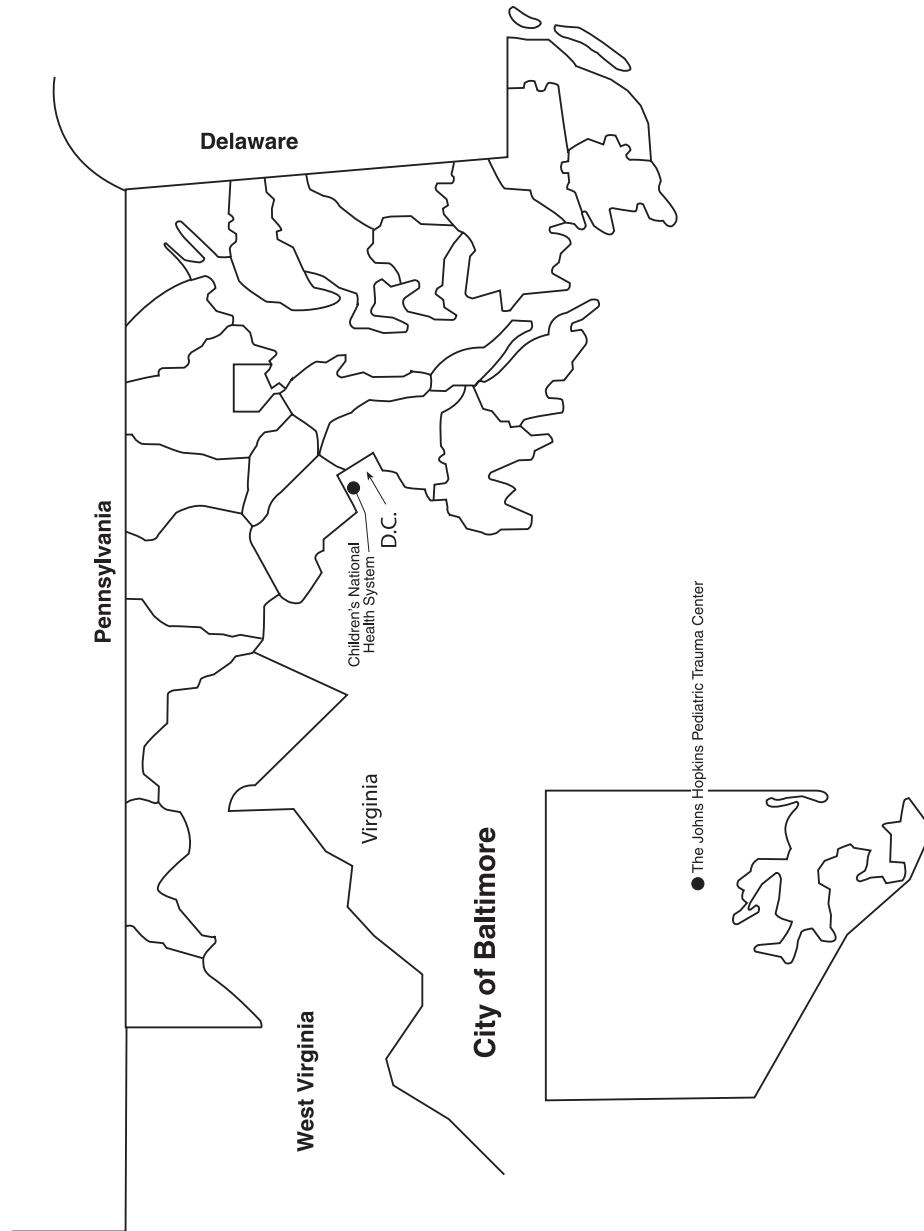 Pennsylvania
Delaware
West Virginia
Virginia
Children's National
Health System
D.C.
City of Baltimore
The Johns Hopkins Pediatric Trauma Center